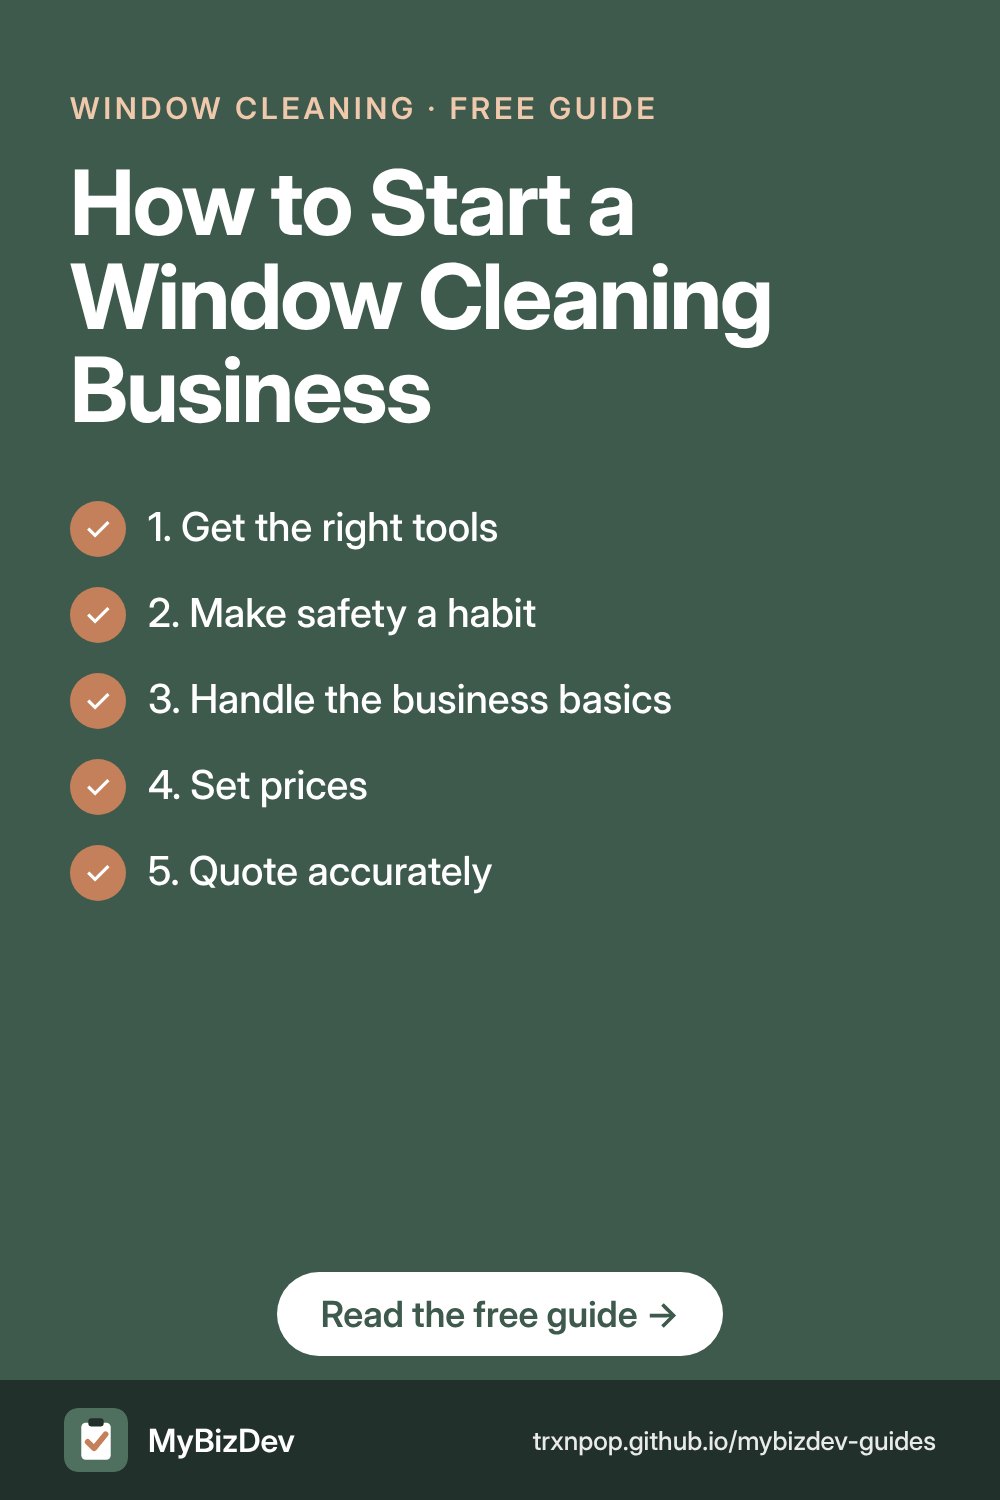 WINDOW CLEANING · FREE GUIDE
How to Start a
Window Cleaning
Business
1. Get the right tools
2. Make safety a habit
3. Handle the business basics
4. Set prices
5. Quote accurately
Read the free guide →
MyBizDev
trxnpop.github.io/mybizdev-guides